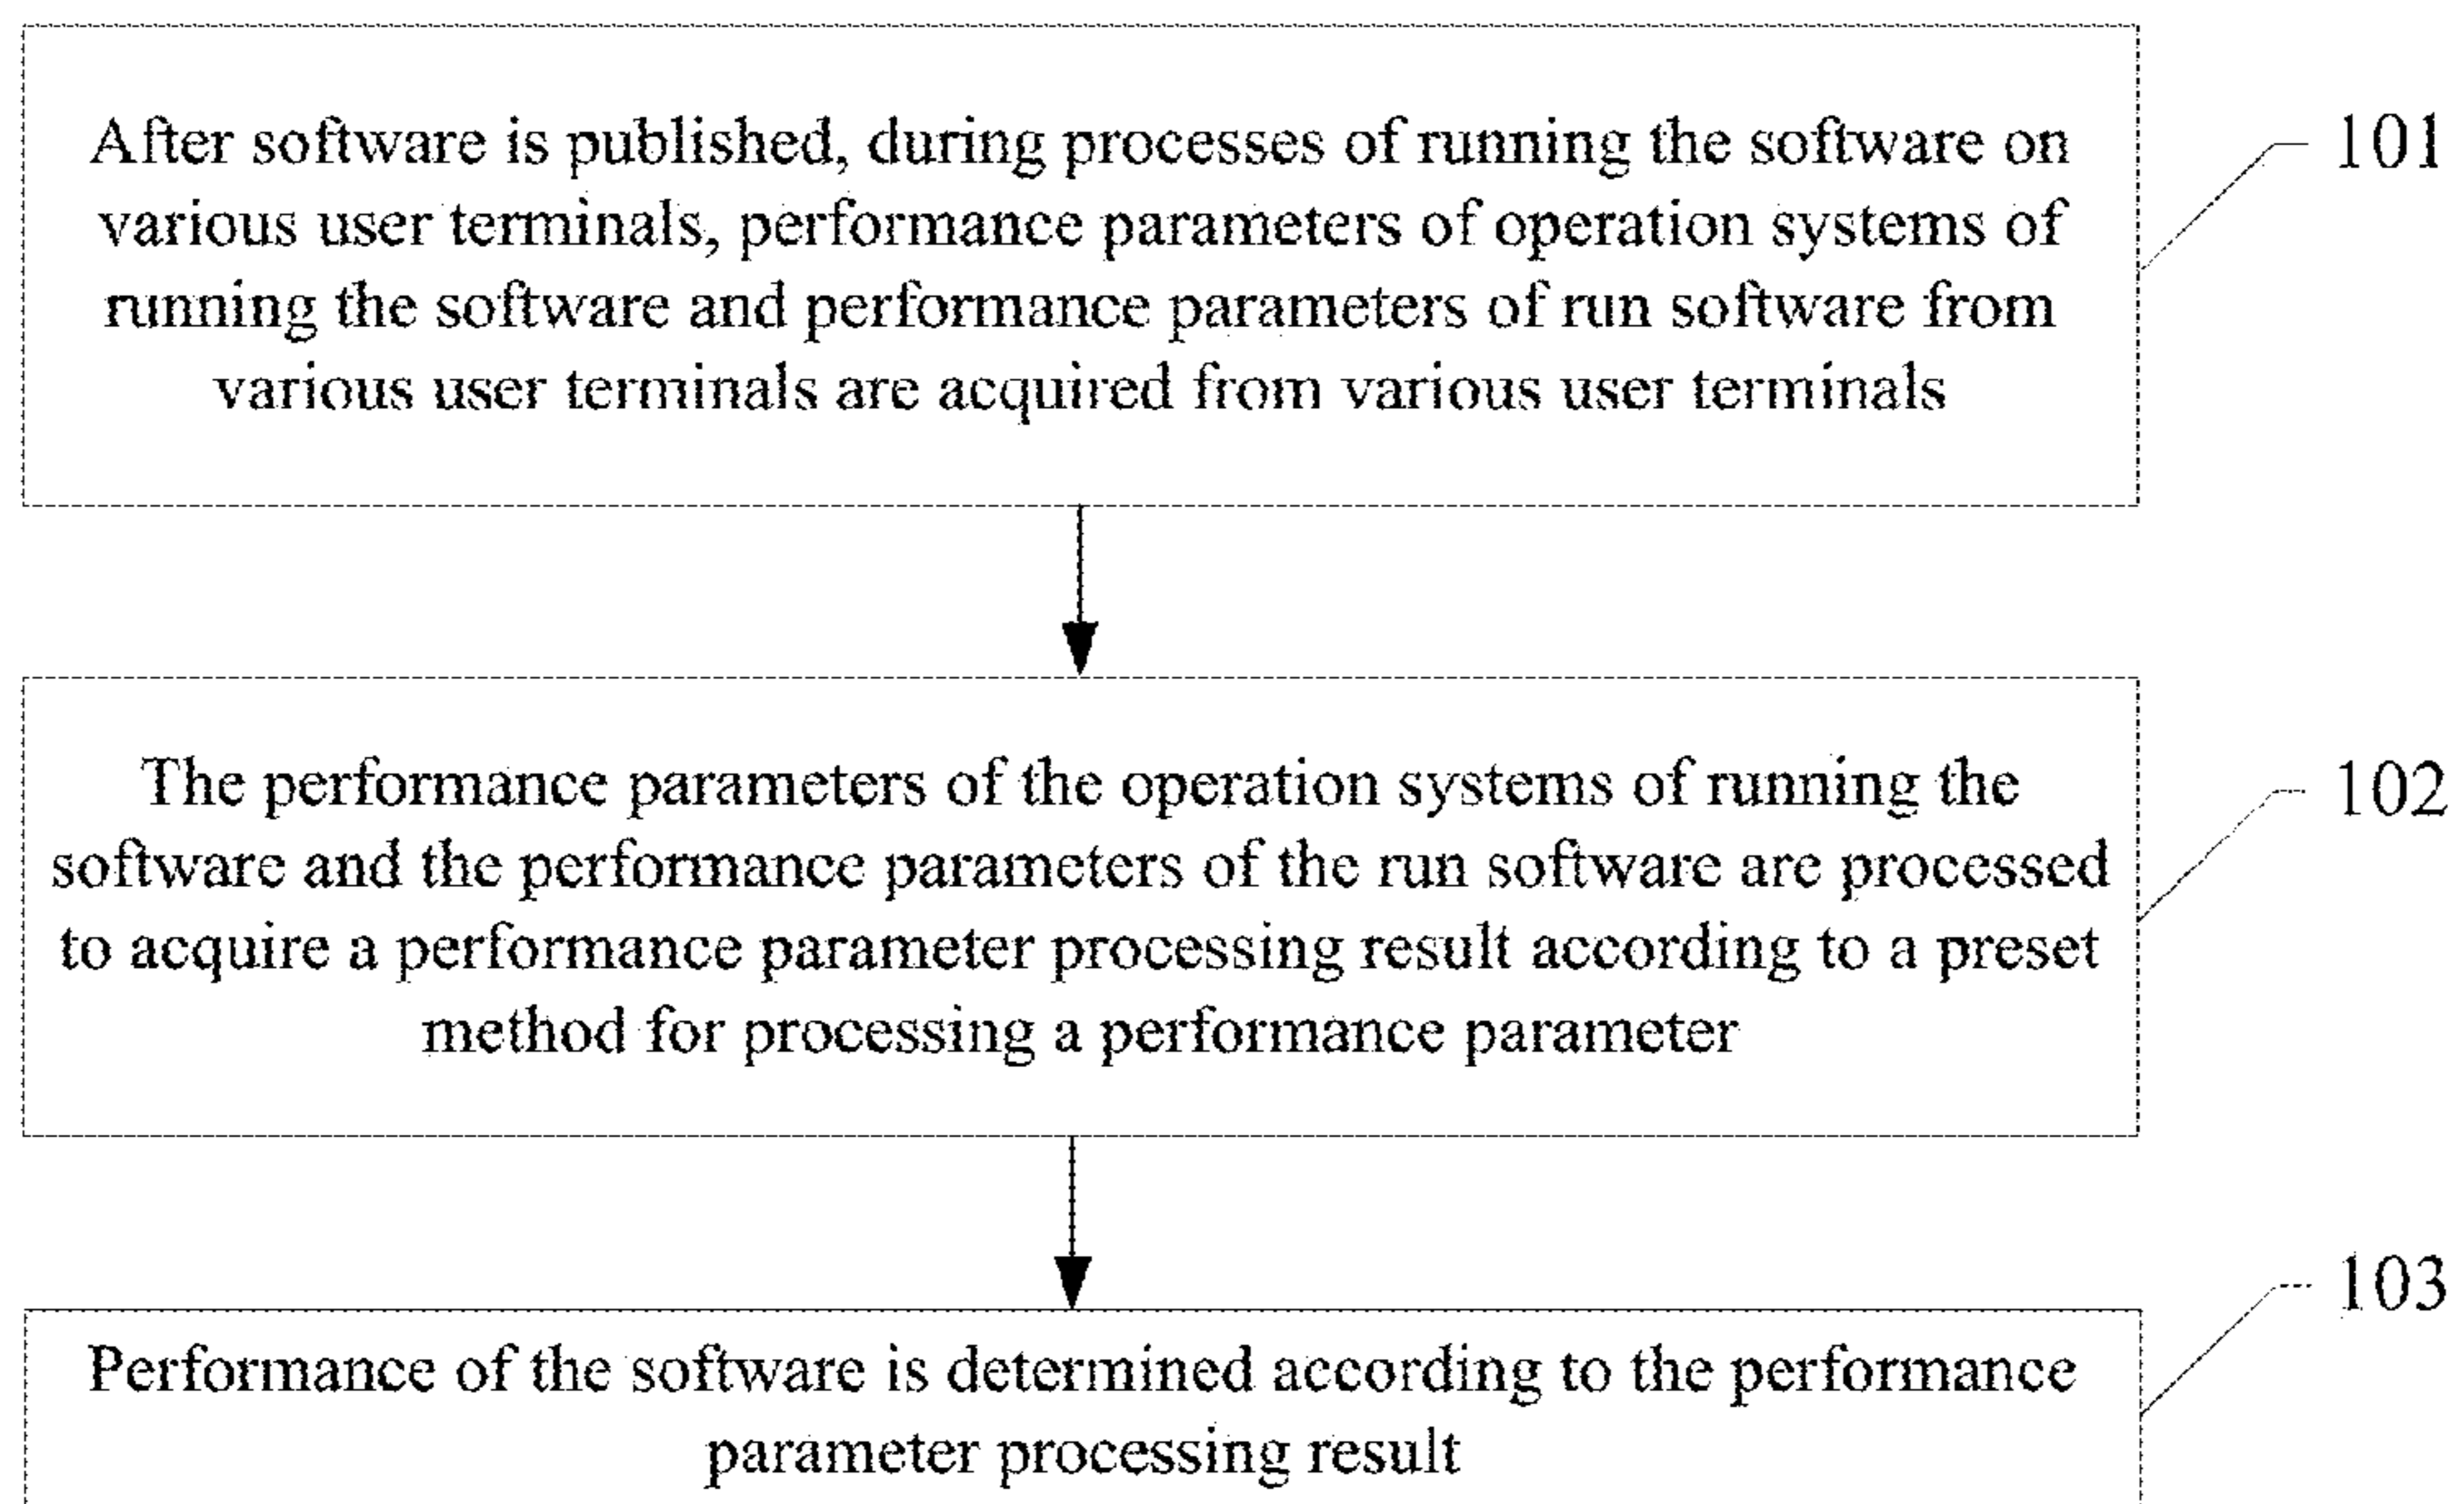 After software is published, during processes of running the software on
various user terminals, performance parameters of operation systems of
running the software and performance parameters of run software from
various user terminals are acquired from various user terminals
101
The performance parameters of the operation systems of running the
software and the performance parameters of the run software are processed
to acquire a performance parameter processing result according to a preset
method for processing a performance parameter
102
Performance of the software is determined according to the performance
parameter processing result
103